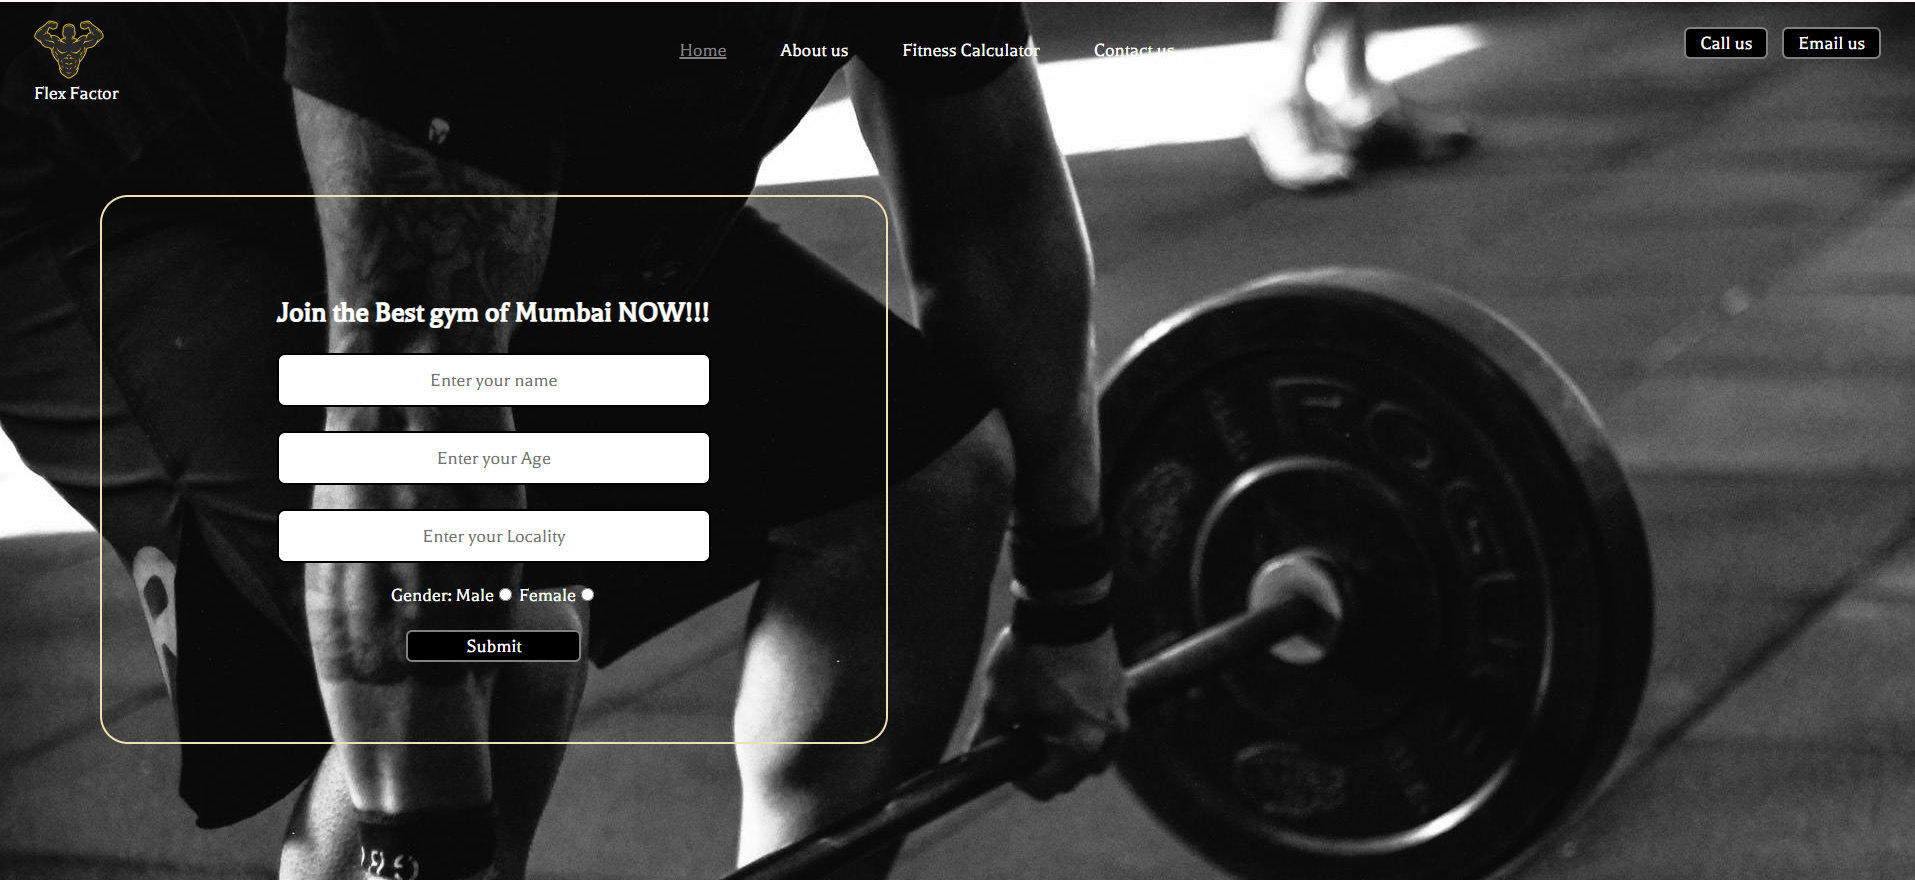 Home
About us
Fitness Calculator
Contact us
Call us
Email us
Flex Factor
Join the Best gym of Mumbai NOW!!!
Enter your name
Enter your Age
Enter your Locality
Gender: Male Female
Submit